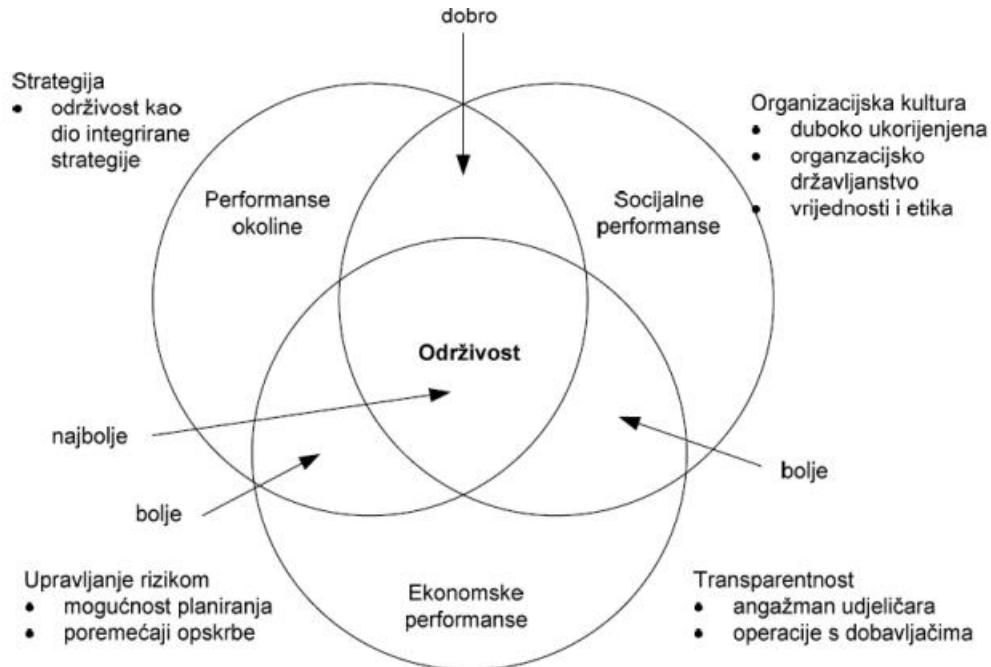 dobro
Strategija
• održivost kao
dio integrirane
strategije
Organizacijska kultura
• duboko ukorijenjena
• organzacijsko
državljanstvo
• vrijednosti i etika
Performanse
okoline
Socijalne
performanse
Održivost
najbolje
bolje
bolje
Upravljanje rizikom
• mogućnost planiranja
• poremećaji opskrbe
Ekonomske
performanse
Transparentnost
• angažman udjeličara
• operacije s dobavljačima